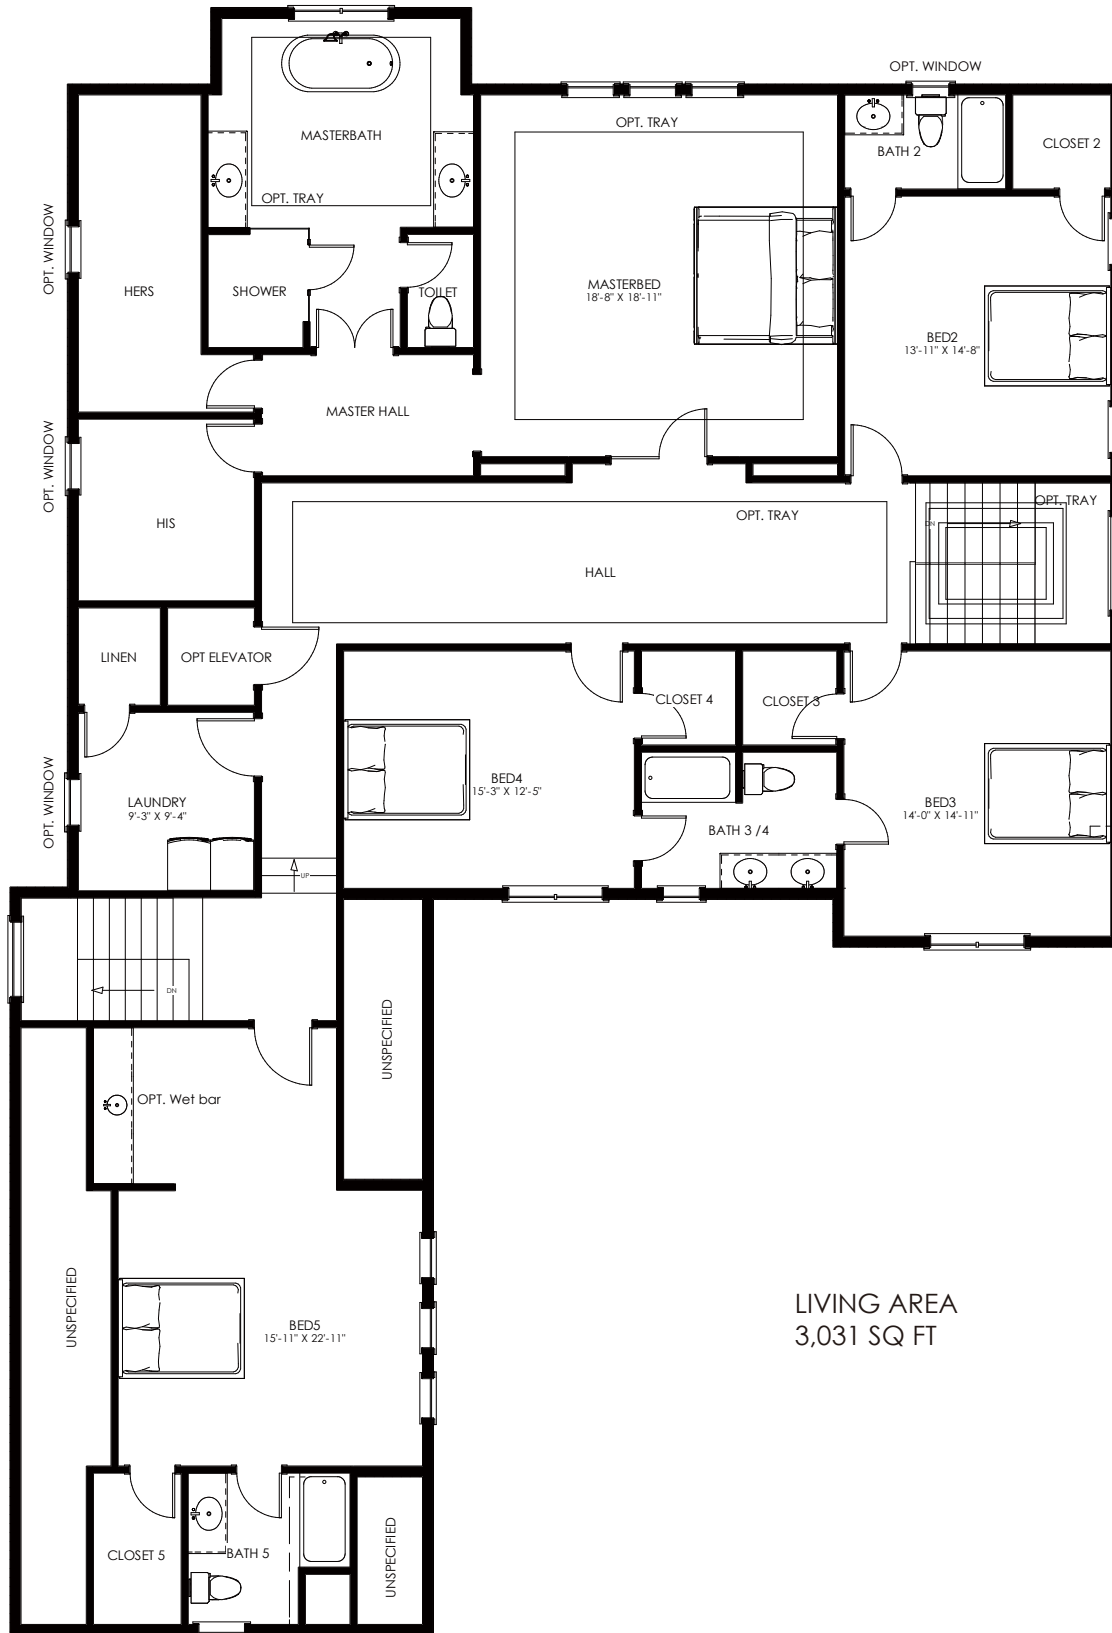 OPT. WINDOW
OPT. TRAY
MASTERBATH
BATH 2
CLOSET 2
OPT. TRAY
OPT. WINDOW
HERS
SHOWER
TOILET
MASTERBED
18'-8" X 18'-11"
BED2
13'-11" X 14'-8"
MASTER HALL
OPT. WINDOW
HIS
OPT. TRAY
OPT. TRAY
DN
HALL
LINEN
OPT ELEVATOR
CLOSET 4
CLOSET 3
OPT. WINDOW
LAUNDRY
9'-3" X 9'-4"
BED4
15'-3" X 12'-5"
BATH 3 /4
BED3
14'-0" X 14'-11"
UP
DN
UNSPECIFIED
OPT. Wet bar
UNSPECIFIED
BED5
15'-11" X 22'-11"
LIVING AREA
3,031 SQ FT
CLOSET 5
BATH 5
UNSPECIFIED